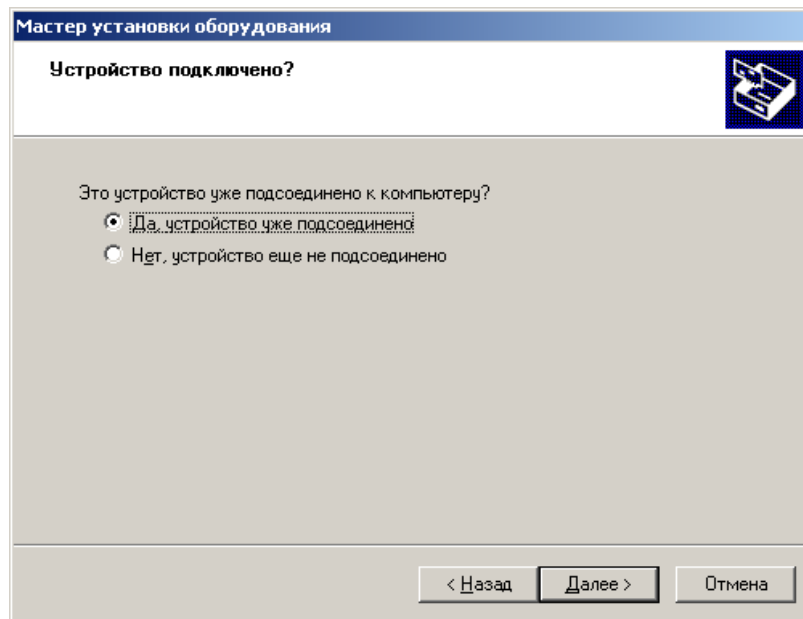 Мастер установки оборудования
Устройство подключено?
Это устройство уже подсоединено к компьютеру?
Да, устройство уже подсоединено
Нет, устройство еще не подсоединено
< Назад Далее > Отмена